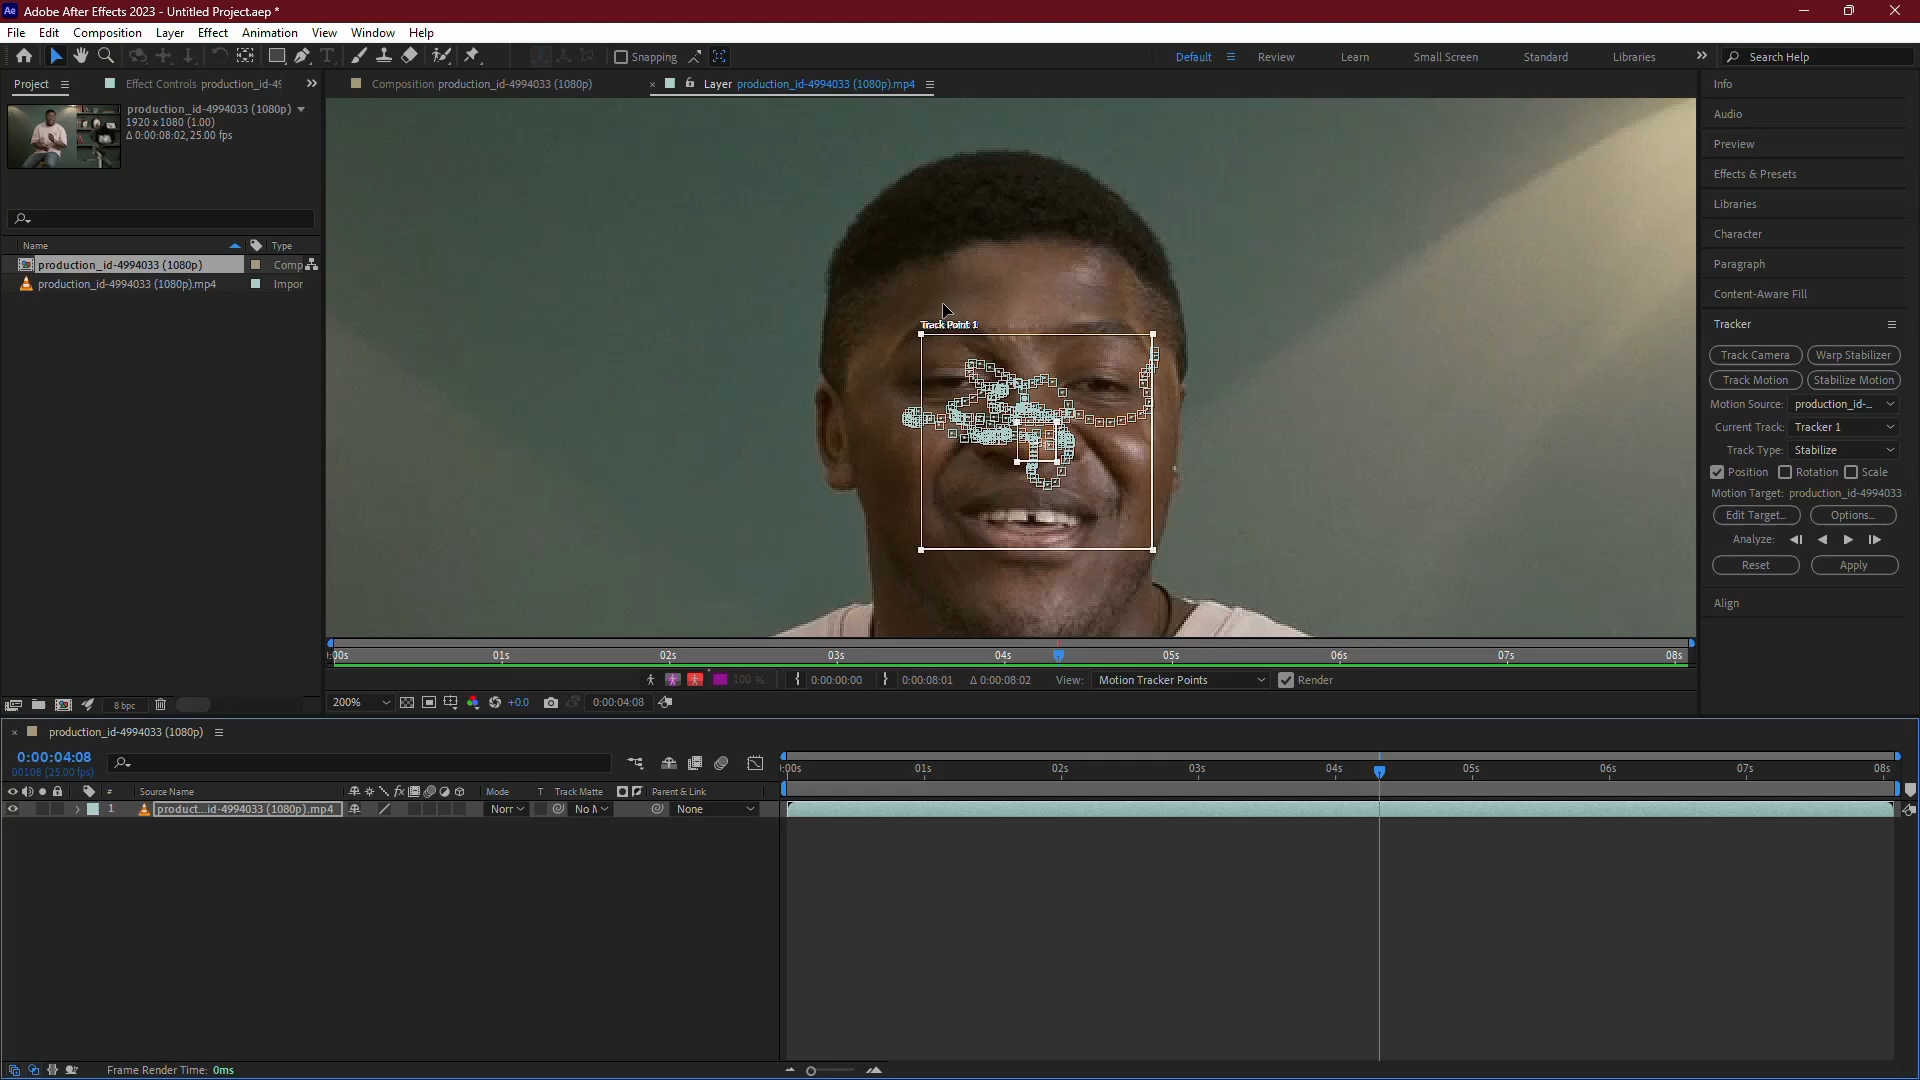 Ae Adobe After Effects 2023 - Untitled Project.aep *
File Edit Composition Layer Effect Animation View Window Help
Snapping
Default Review Learn Small Screen Standard Libraries Search Help
Project Effect Controls production_id-49
Composition production_id-4994033 (1080p)
Layer production_id-4994033 (1080p).mp4
production_id-4994033 (1080p)
1920 x 1080 (1.00)
Δ 0:00:08:02, 25.00 fps
Name Type
production_id-4994033 (1080p) Comp
production_id-4994033 (1080p).mp4 Impor
8 bpc
Track Point 1
:00s 01s 02s 03s 04s 05s 06s 07s 08s
100 % 0:00:00:00 0:00:08:01 Δ 0:00:08:02 View: Motion Tracker Points Render
200% +0.0 0:00:04:08
Info
Audio
Preview
Effects & Presets
Libraries
Character
Paragraph
Content-Aware Fill
Tracker
Track Camera Warp Stabilizer
Track Motion Stabilize Motion
Motion Source: production_id-...
Current Track: Tracker 1
Track Type: Stabilize
Position Rotation Scale
Motion Target: production_id-4994033
Edit Target... Options...
Analyze:
Reset Apply
Align
production_id-4994033 (1080p)
0:00:04:08
00108 (25.00 fps)
:00s 01s 02s 03s 04s 05s 06s 07s 08s
# Source Name Mode T Track Matte Parent & Link
1 product...id-4994033 (1080p).mp4 Norr No M None
Frame Render Time: 0ms